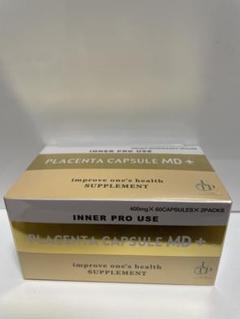 INNER PRO USE
PLACENTA CAPSULE MD +
improve one's health
SUPPLEMENT
400mg× 60CAPSULES× 2PACKS
INNER PRO USE
PLACENTA CAPSULE MD +
improve one's health
SUPPLEMENT